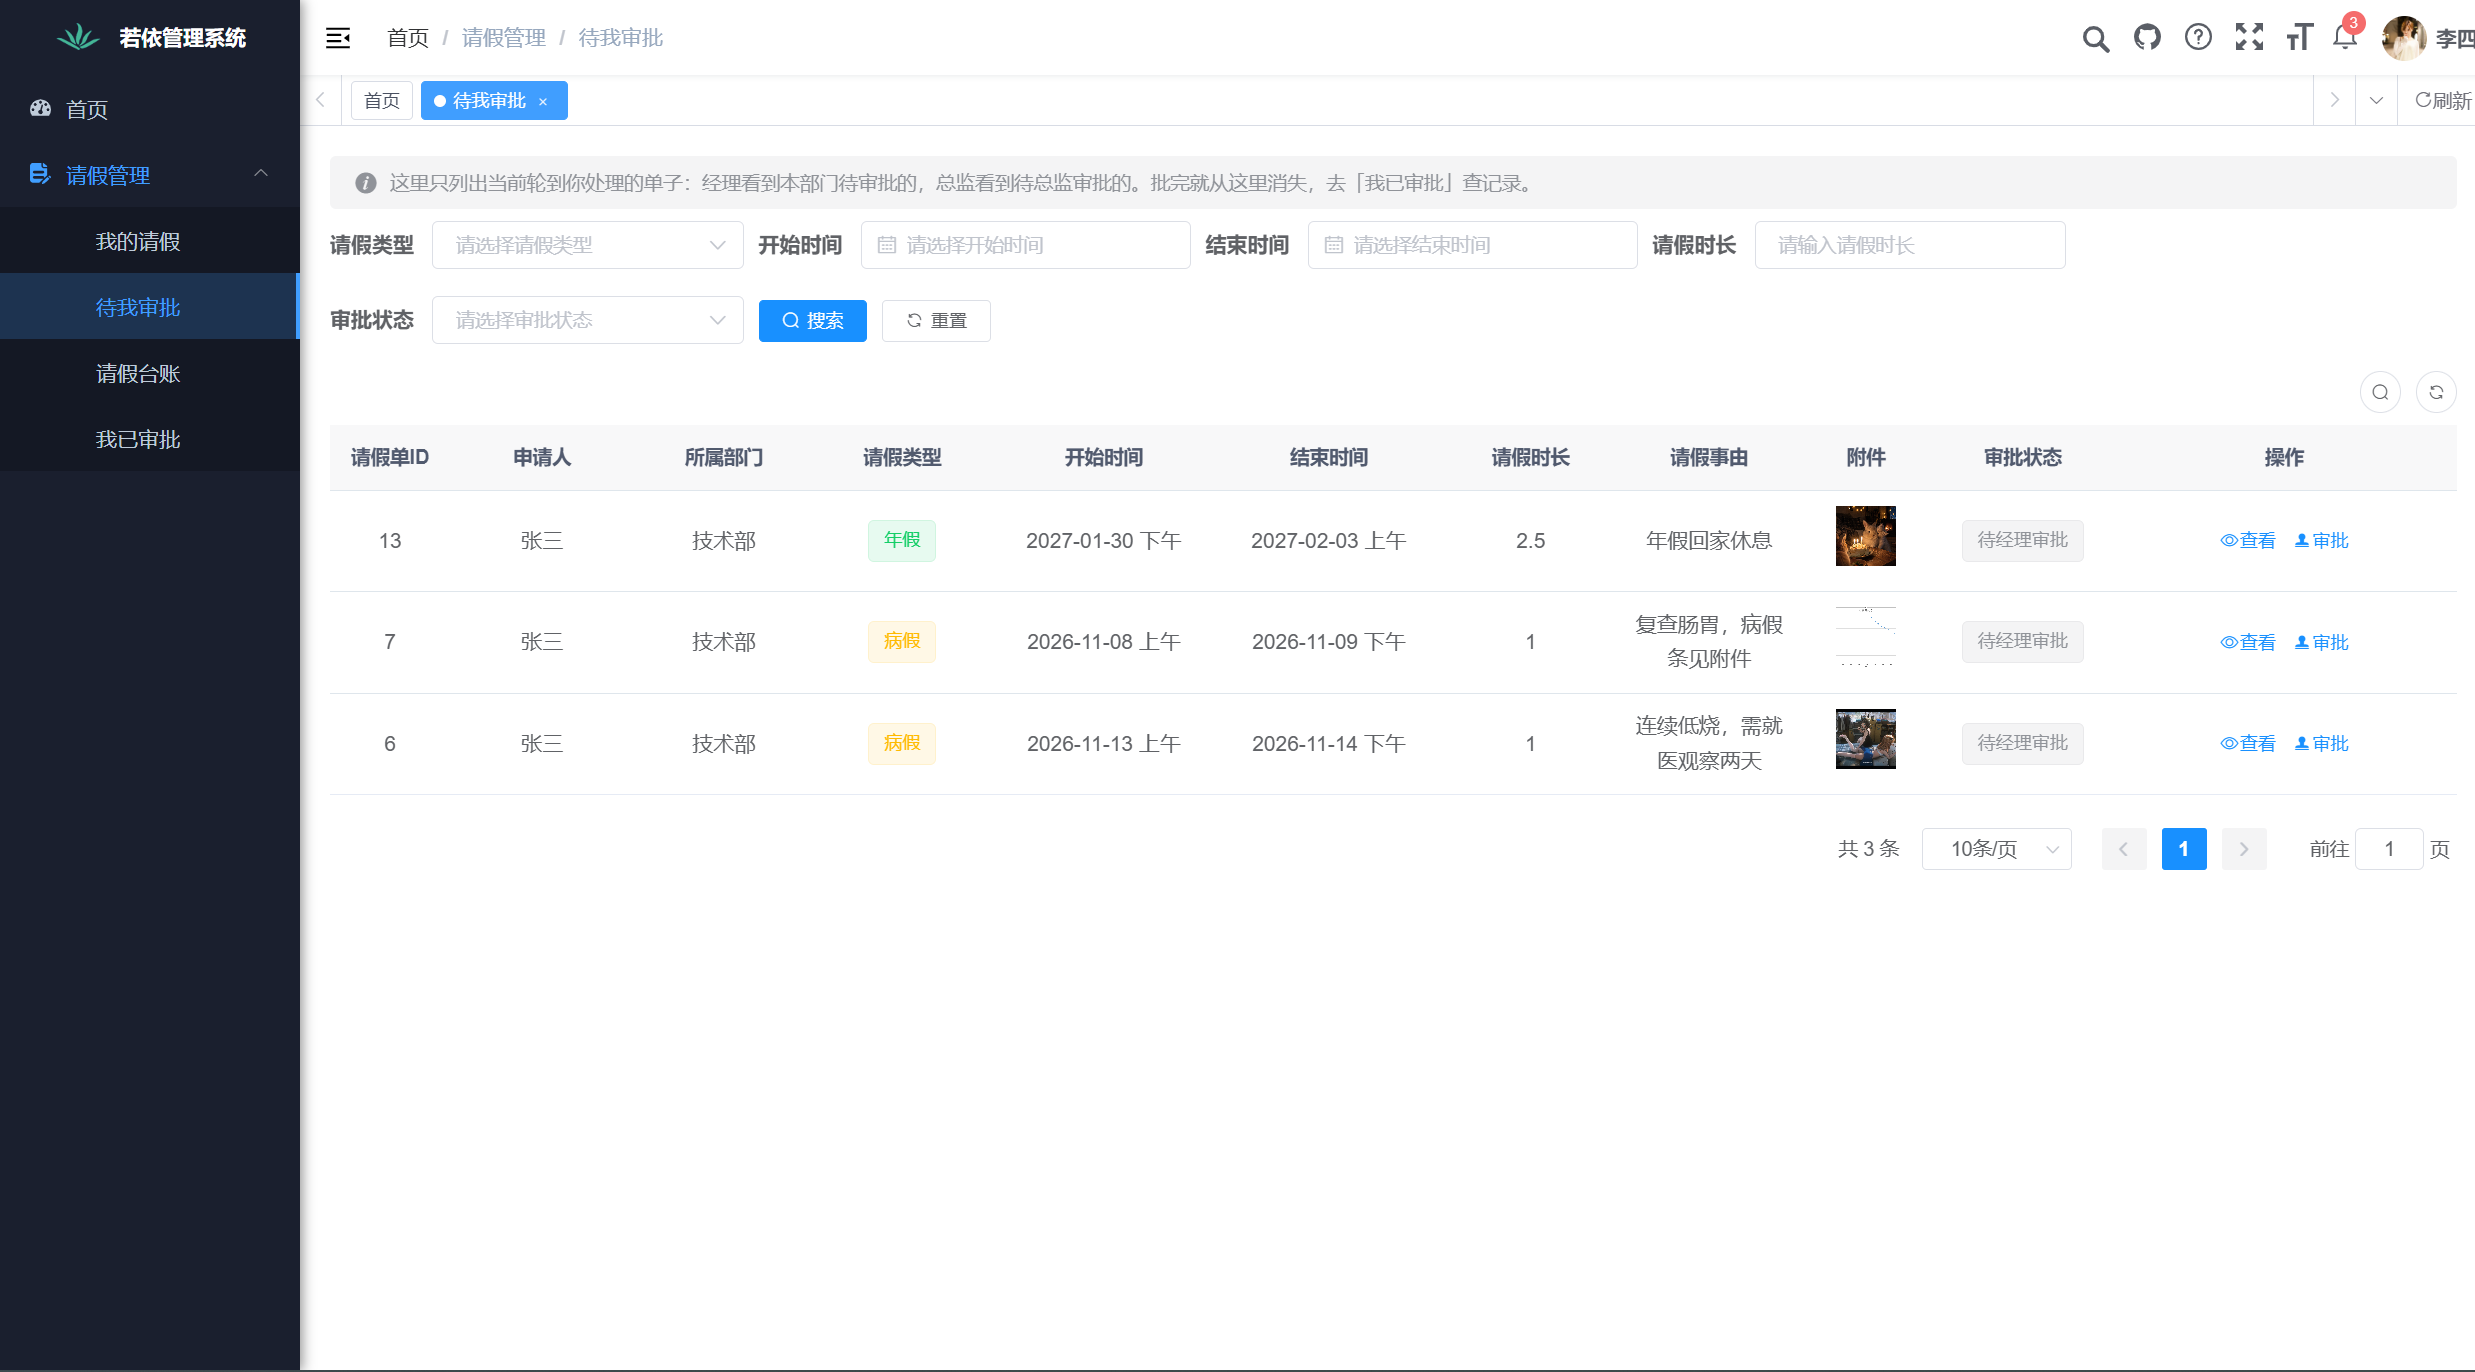 若依管理系统
首页 / 请假管理 / 待我审批
3
李四
首页
请假管理
我的请假
待我审批
请假台账
我已审批
首页
待我审批 ×
刷新
这里只列出当前轮到你处理的单子：经理看到本部门待审批的，总监看到待总监审批的。批完就从这里消失，去「我已审批」查记录。
请假类型 请选择请假类型 开始时间 请选择开始时间 结束时间 请选择结束时间 请假时长 请输入请假时长
审批状态 请选择审批状态 搜索 重置
请假单ID 申请人 所属部门 请假类型 开始时间 结束时间 请假时长 请假事由 附件 审批状态 操作
13 张三 技术部 年假 2027-01-30 下午 2027-02-03 上午 2.5 年假回家休息 待经理审批 查看 审批
7 张三 技术部 病假 2026-11-08 上午 2026-11-09 下午 1 复查肠胃，病假
条见附件 待经理审批 查看 审批
6 张三 技术部 病假 2026-11-13 上午 2026-11-14 下午 1 连续低烧，需就
医观察两天 待经理审批 查看 审批
共 3 条 10条/页 1 前往 1 页